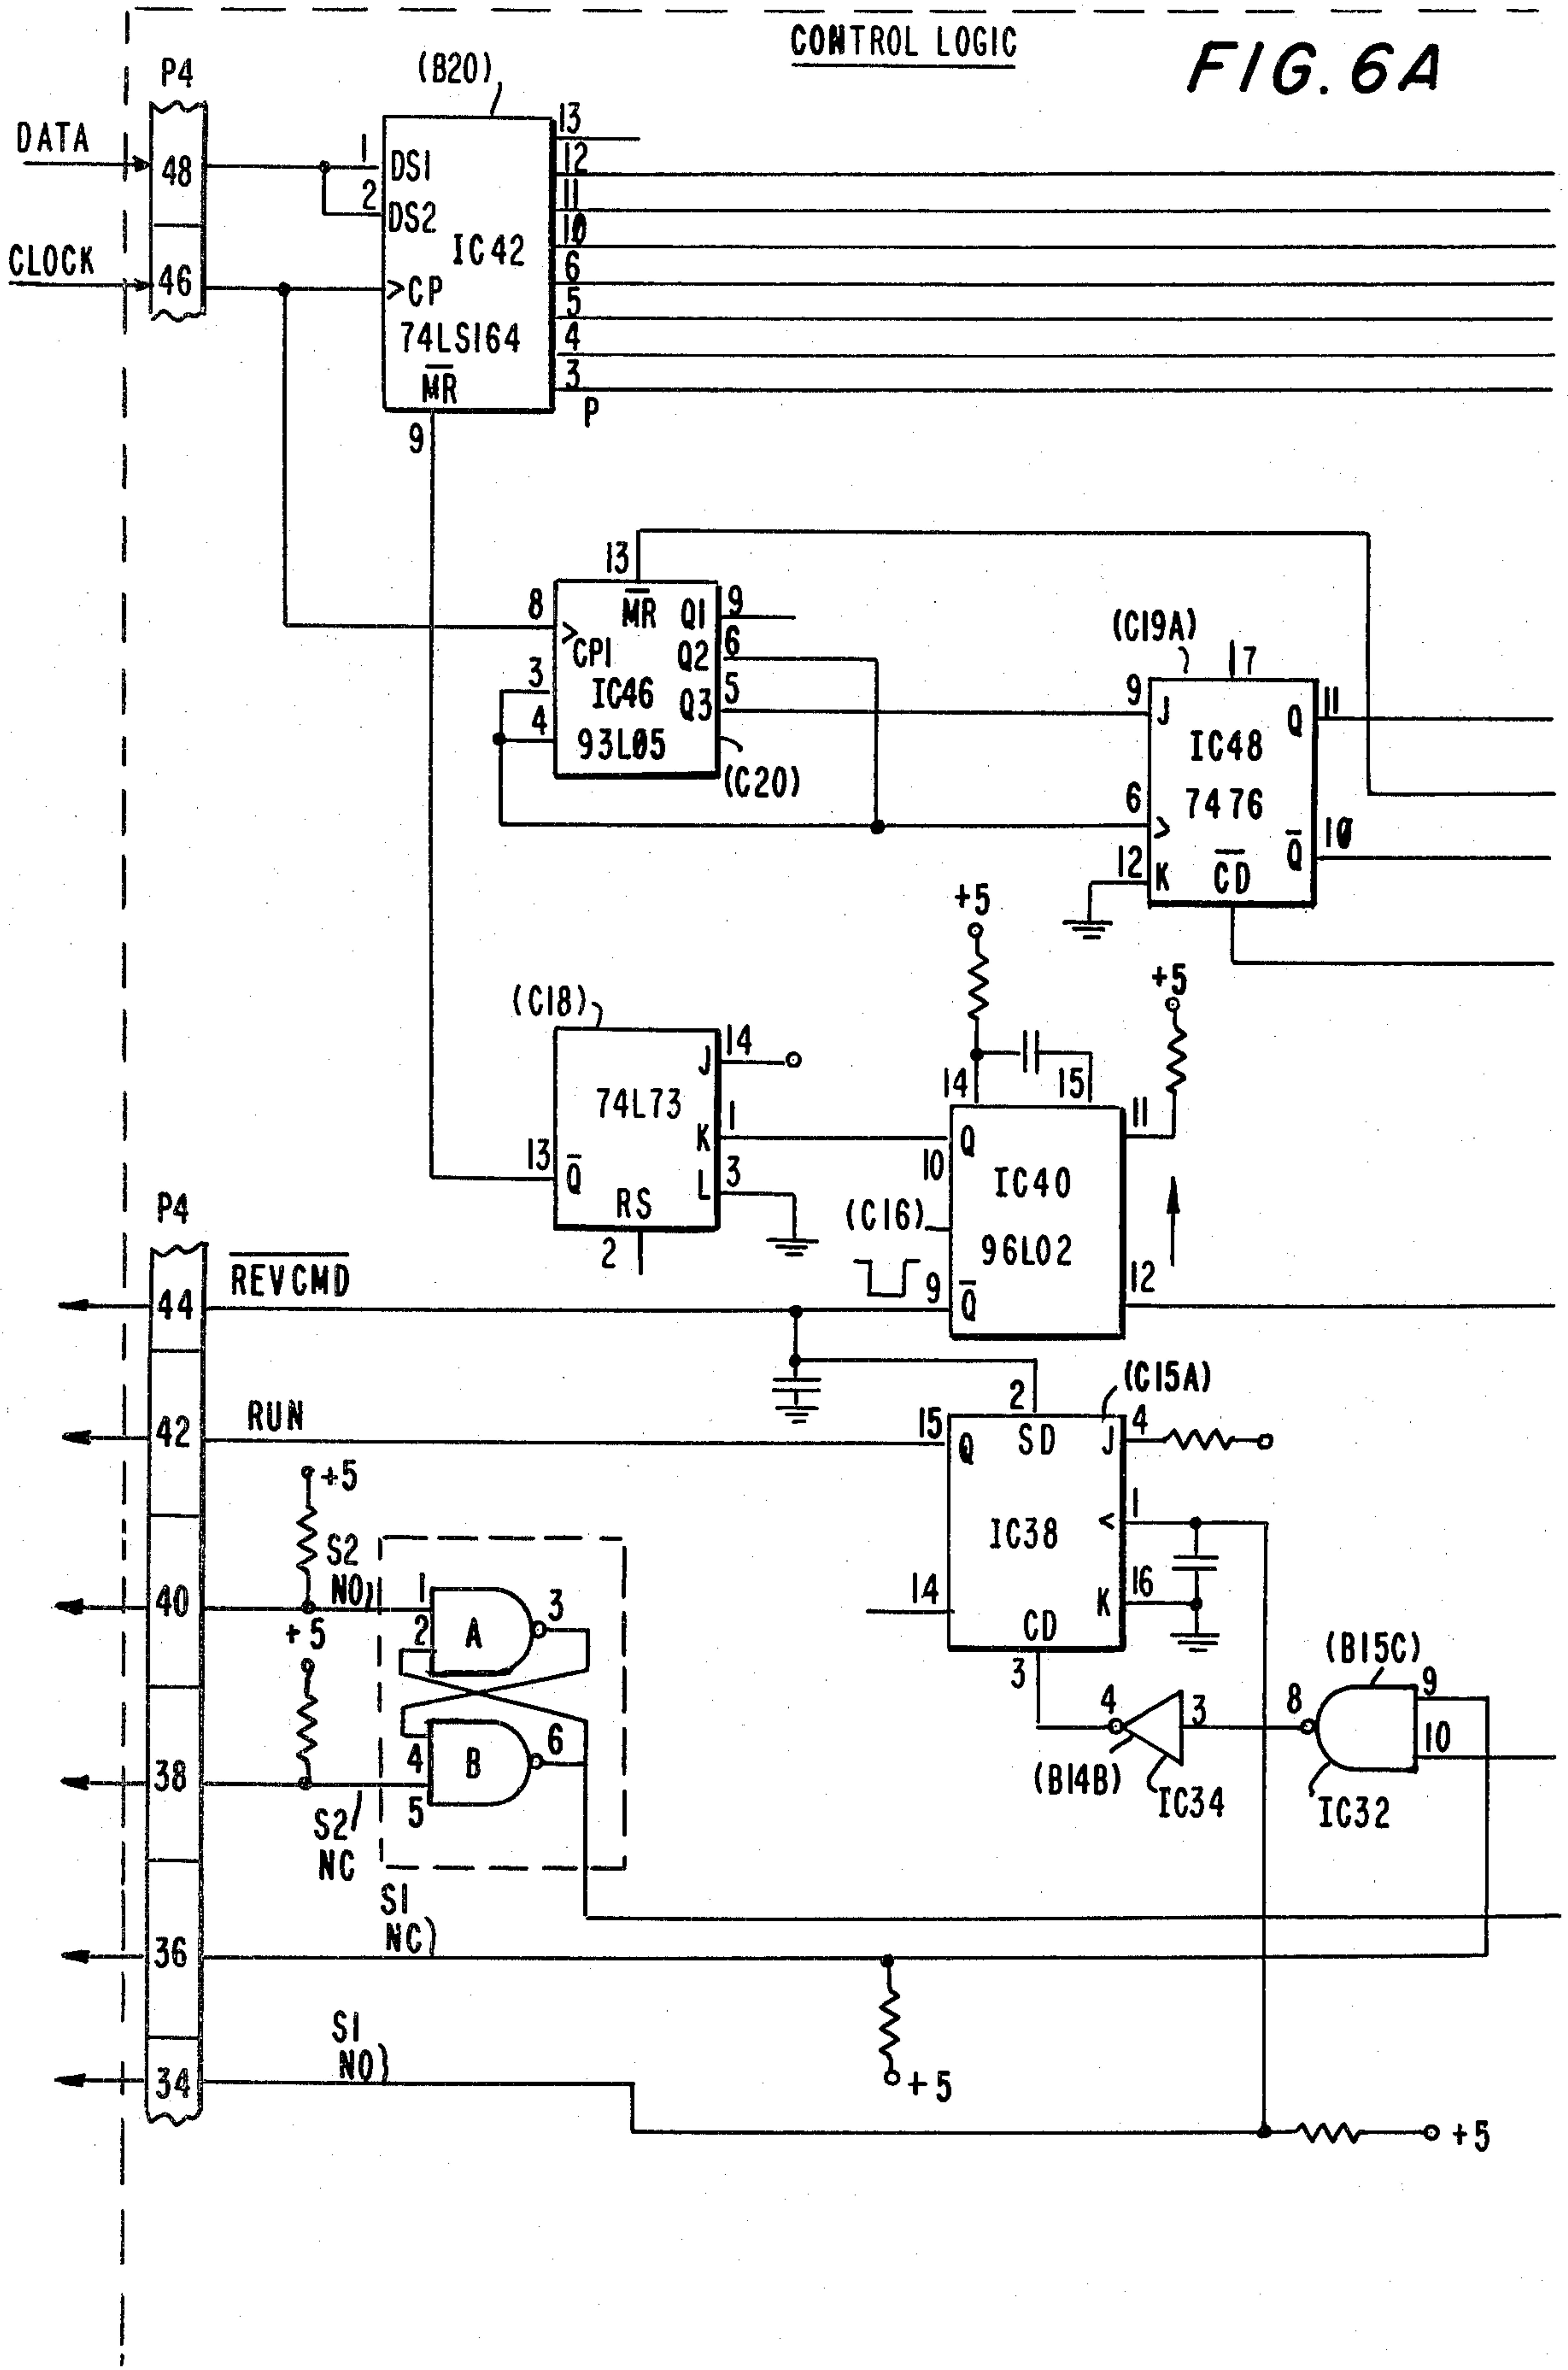 CONTROL LOGIC
FIG. 6A
P4
(B20)
DATA
48
1
DS1
2
DS2
13
12
11
10
6
5
4
3
P
IC42
CLOCK
46
>CP
74LS164
MR
9
13
8
>
MR
Q1
9
CP1
Q2
6
3
IC46
Q3
5
4
93L05
(C20)
(C19A)
17
9
J
Q
11
IC48
7476
6
>
Q
10
12
K
CD
+5
+5
(C18)
J
14
74L73
K
1
13
Q
L
3
RS
2
14
15
11
Q
10
IC40
(C16)
96L02
9
Q
12
P4
REVCMD
44
2
(C15A)
RUN
42
15
Q
SD
J
4
+5
<
1
IC38
S2
NO)
40
1
2
A
3
14
K
16
CD
+5
3
(B15C)
4
3
8
9
10
38
4
B
6
5
(B14B)
IC34
IC32
S2
NC
S1
NC)
36
+5
S1
NO)
34
+5